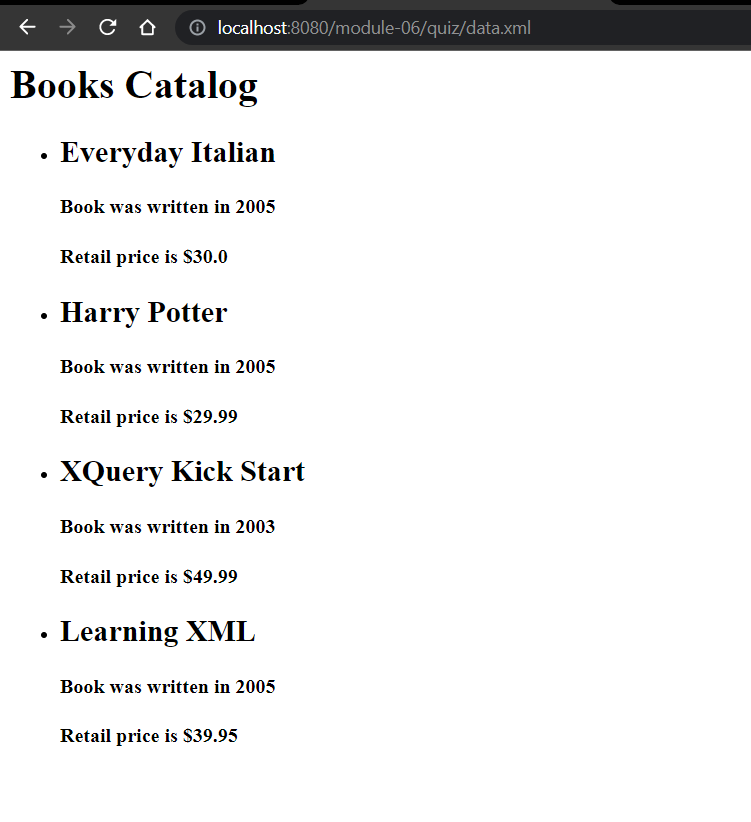 localhost:8080/module-06/quiz/data.xml
Books Catalog
Everyday Italian
Book was written in 2005
Retail price is $30.0
Harry Potter
Book was written in 2005
Retail price is $29.99
XQuery Kick Start
Book was written in 2003
Retail price is $49.99
Learning XML
Book was written in 2005
Retail price is $39.95